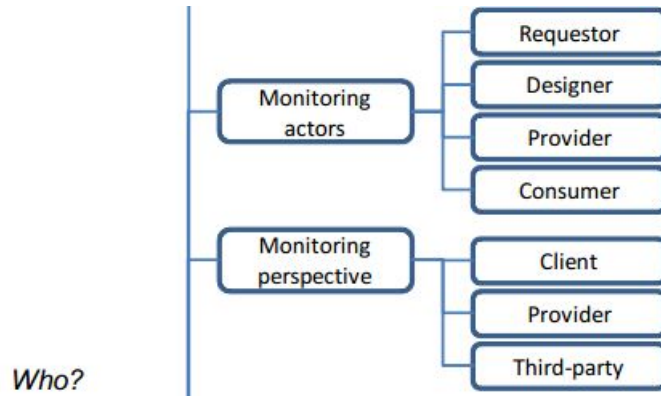 Requestor
Monitoring
actors
Designer
Provider
Consumer
Monitoring
perspective
Client
Provider
Third-party
Who?